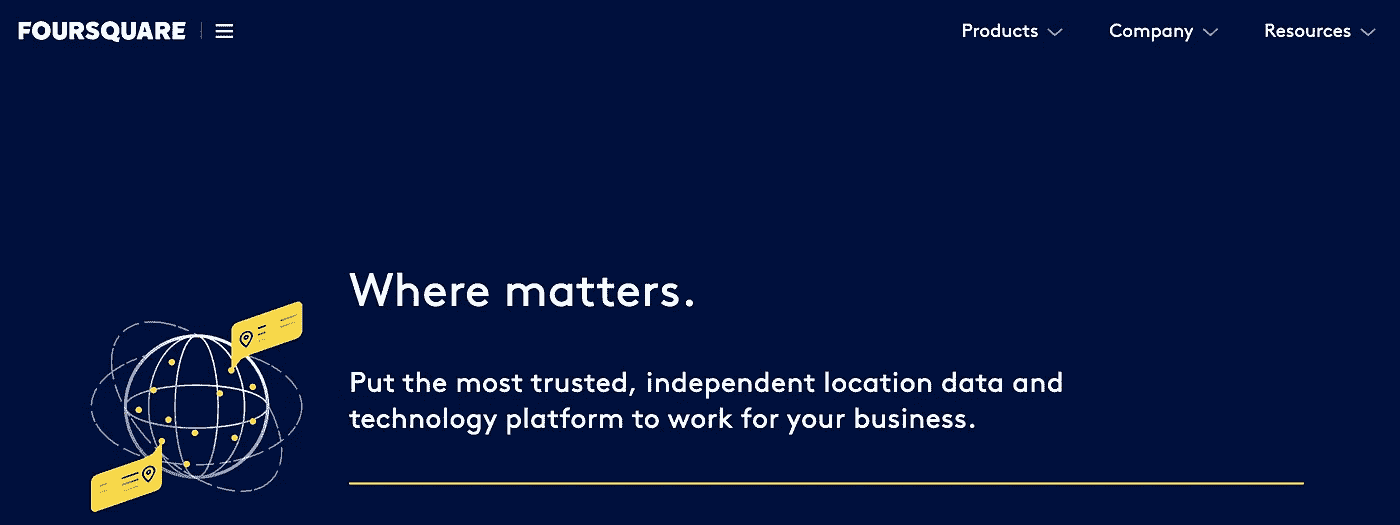 FOURSQUARE
Products
Company
Resources
Where matters.
Put the most trusted, independent location data and
technology platform to work for your business.